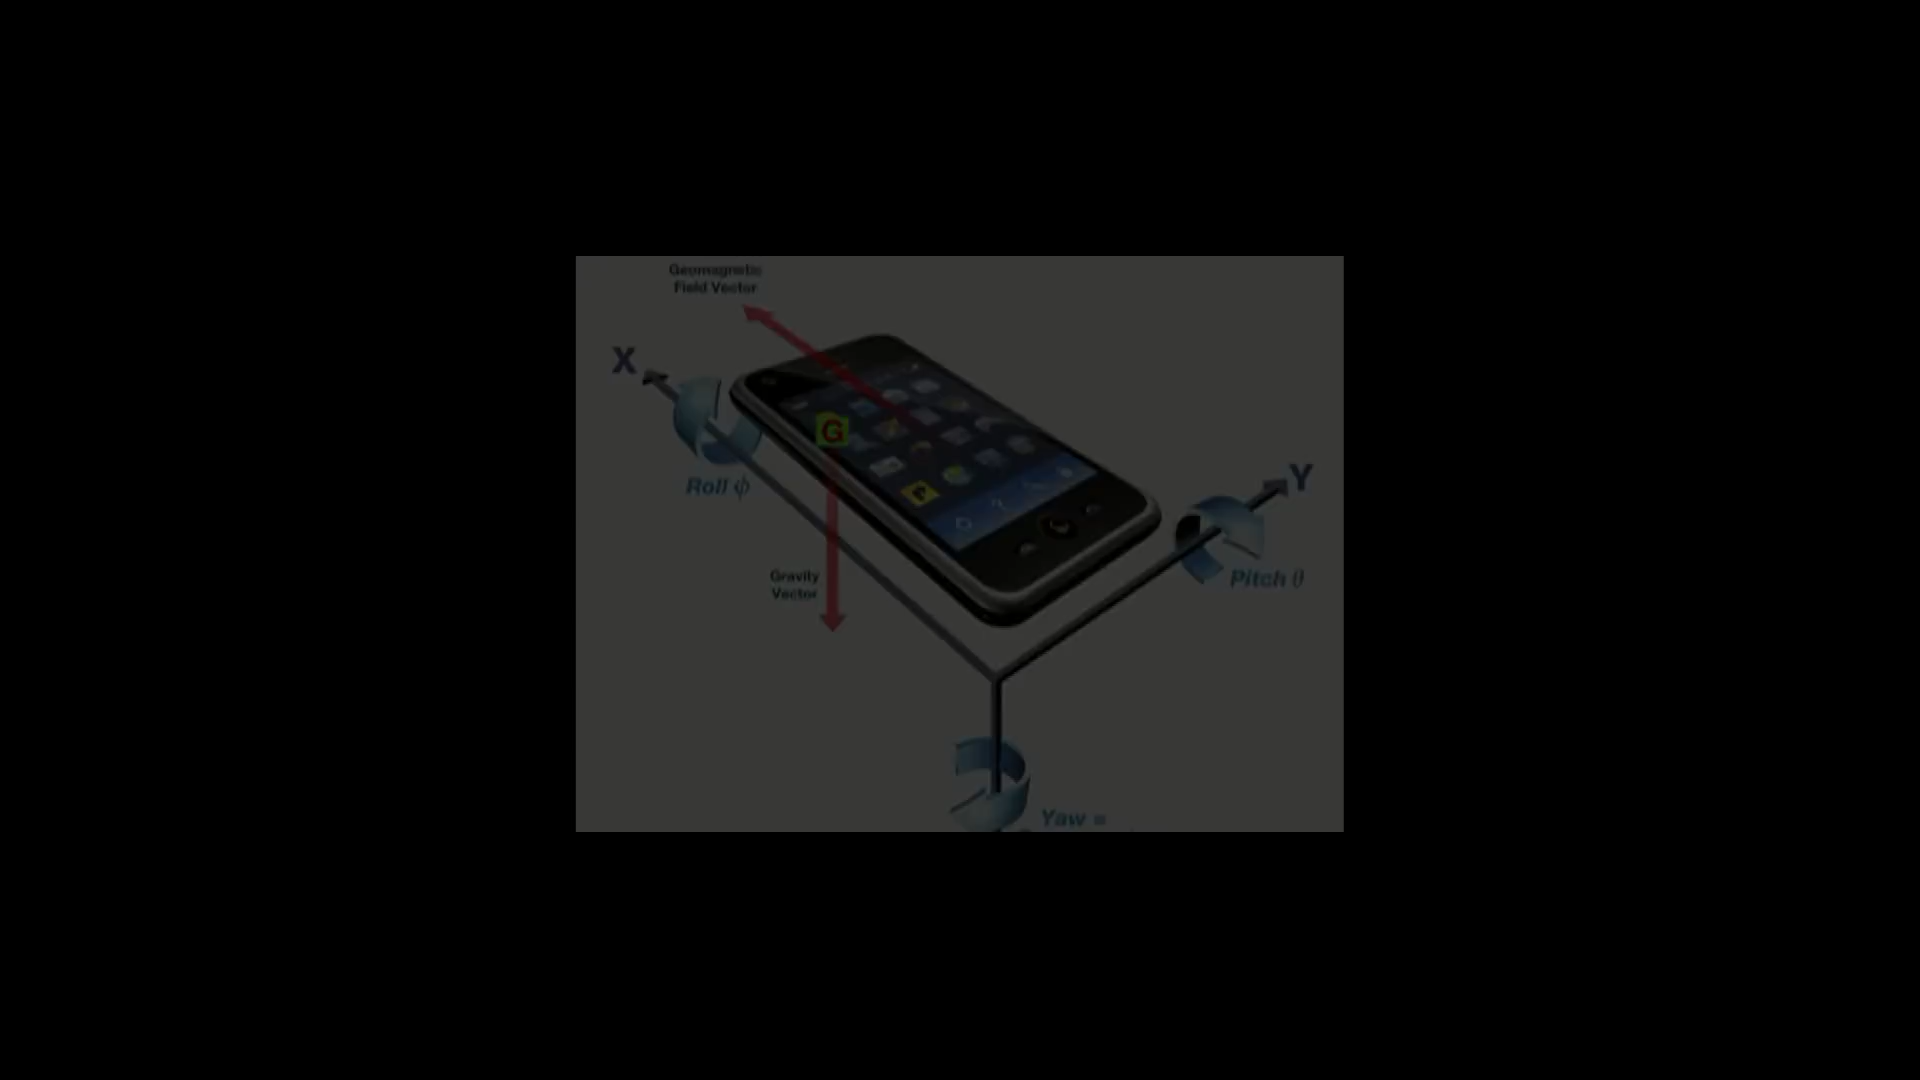 Geomagnetic
Field Vector
X
G
Roll ϕ
Y
Pitch θ
Gravity
Vector
Yaw =